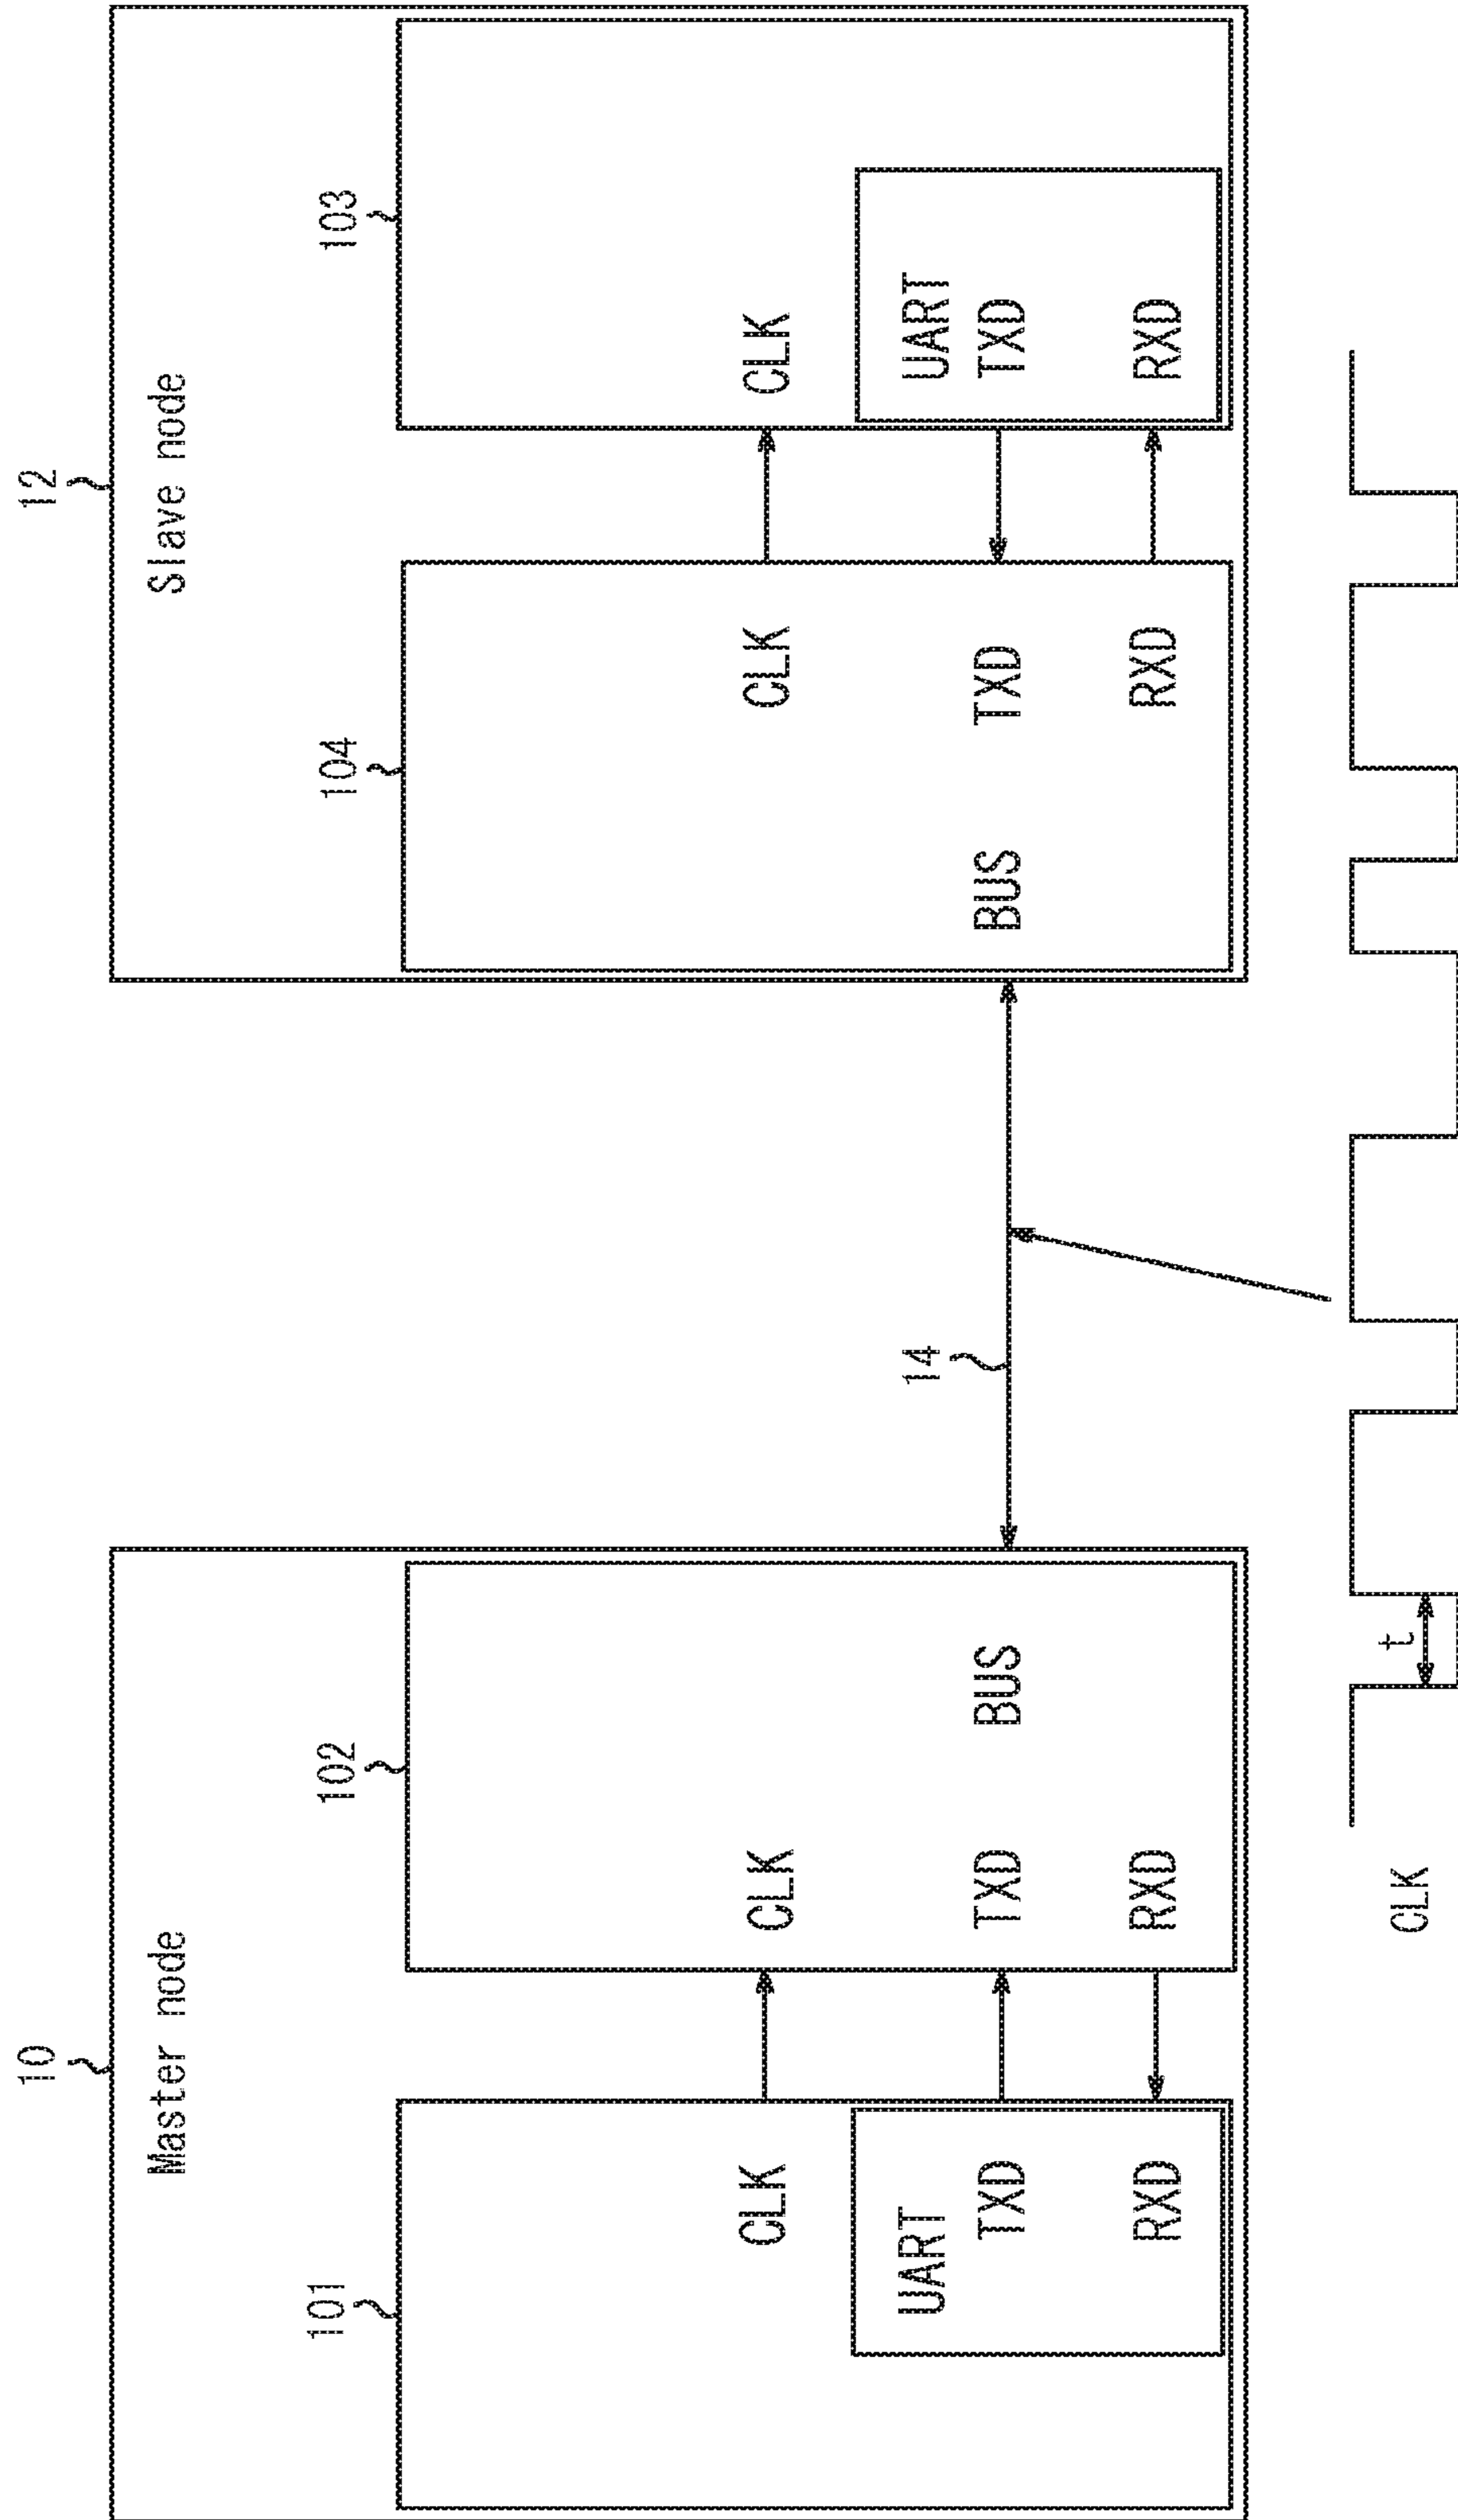 10
Master node
101
CLK
UART
TXD
RXD
102
CLK
TXD
RXD
BUS
14
12
Slave node
104
BUS
CLK
TXD
RXD
103
CLK
UART
TXD
RXD
CLK
t